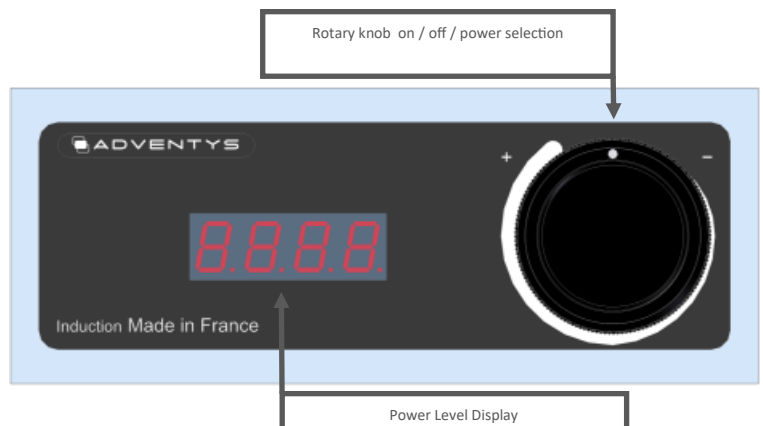 Rotary knob on / off / power selection
ADVENTYS
+ -
8.8.8.8.
Induction Made in France
Power Level Display